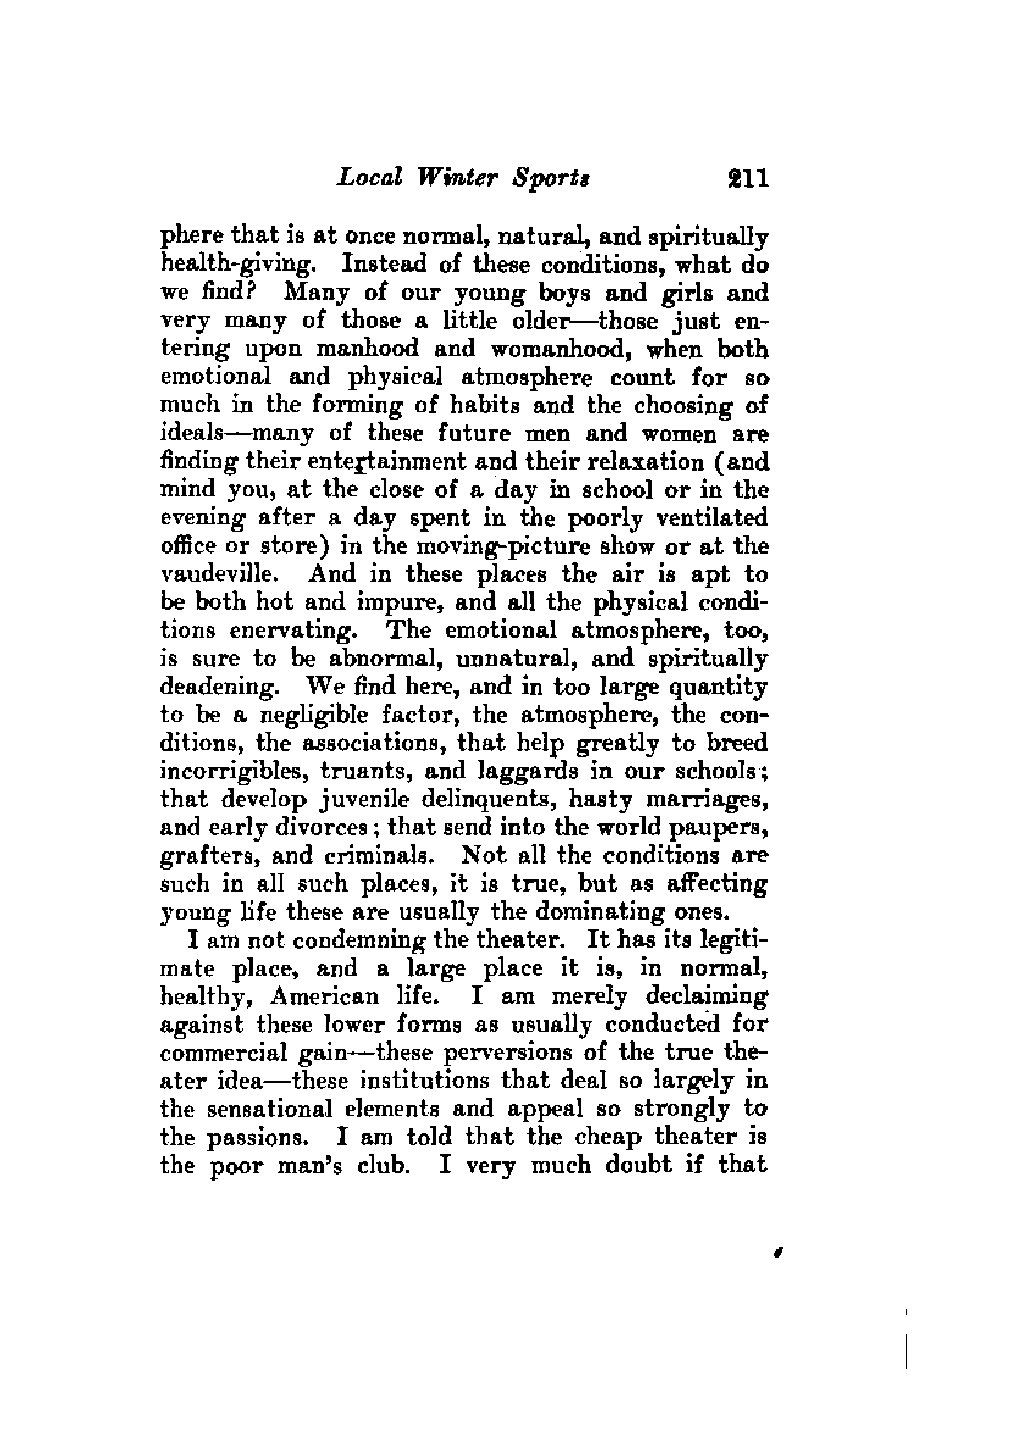 Local Winter Sports 211
phere that is at once normal, natural, and spiritually
health-giving. Instead of these conditions, what do
we find? Many of our young boys and girls and
very many of those a little older—those just en-
tering upon manhood and womanhood, when both
emotional and physical atmosphere count for so
much in the forming of habits and the choosing of
ideals—many of these future men and women are
finding their entertainment and their relaxation (and
mind you, at the close of a day in school or in the
evening after a day spent in the poorly ventilated
office or store) in the moving-picture show or at the
vaudeville. And in these places the air is apt to
be both hot and impure, and all the physical condi-
tions enervating. The emotional atmosphere, too,
is sure to be abnormal, unnatural, and spiritually
deadening. We find here, and in too large quantity
to be a negligible factor, the atmosphere, the con-
ditions, the associations, that help greatly to breed
incorrigibles, truants, and laggards in our schools;
that develop juvenile delinquents, hasty marriages,
and early divorces; that send into the world paupers,
grafters, and criminals. Not all the conditions are
such in all such places, it is true, but as affecting
young life these are usually the dominating ones.
I am not condemning the theater. It has its legiti-
mate place, and a large place it is, in normal,
healthy, American life. I am merely declaiming
against these lower forms as usually conducted for
commercial gain—these perversions of the true the-
ater idea—these institutions that deal so largely in
the sensational elements and appeal so strongly to
the passions. I am told that the cheap theater is
the poor man's club. I very much doubt if that